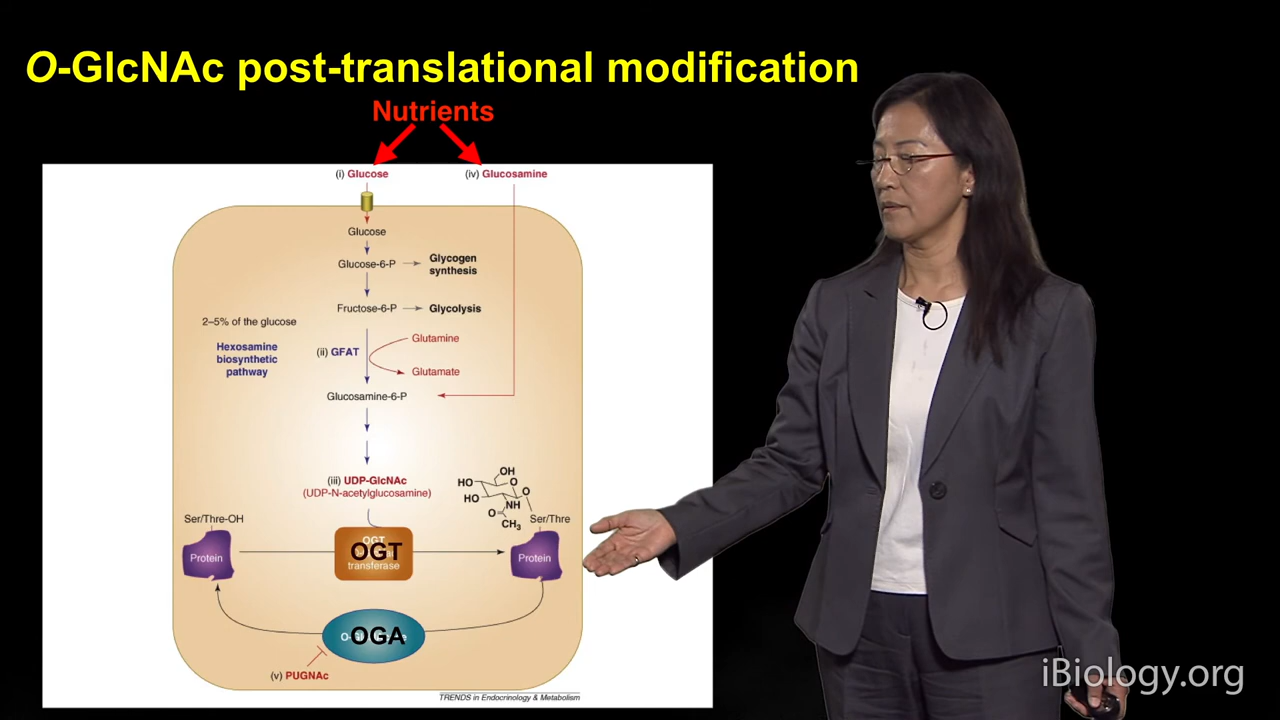 O-GlcNAc post-translational modification
Nutrients
(i) Glucose
(iv) Glucosamine
Glucose
Glucose-6-P
Glycogen
synthesis
Fructose-6-P
Glycolysis
2–5% of the glucose
Hexosamine
biosynthetic
pathway
(ii) GFAT
Glutamine
Glutamate
Glucosamine-6-P
(iii) UDP-GlcNAc
(UDP-N-acetylglucosamine)
OH
HO
O
HO
O
NH
O
CH3
Ser/Thre-OH
Ser/Thre
Protein
OGT
transferase
Protein
OGA
(v) PUGNAc
TRENDS in Endocrinology & Metabolism
iBiology.org